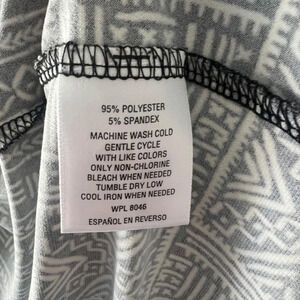 95% POLYESTER
5% SPANDEX
MACHINE WASH COLD
GENTLE CYCLE
WITH LIKE COLORS
ONLY NON-CHLORINE
BLEACH WHEN NEEDED
TUMBLE DRY LOW
COOL IRON WHEN NEEDED
WPL 8046
ESPAÑOL EN REVERSO